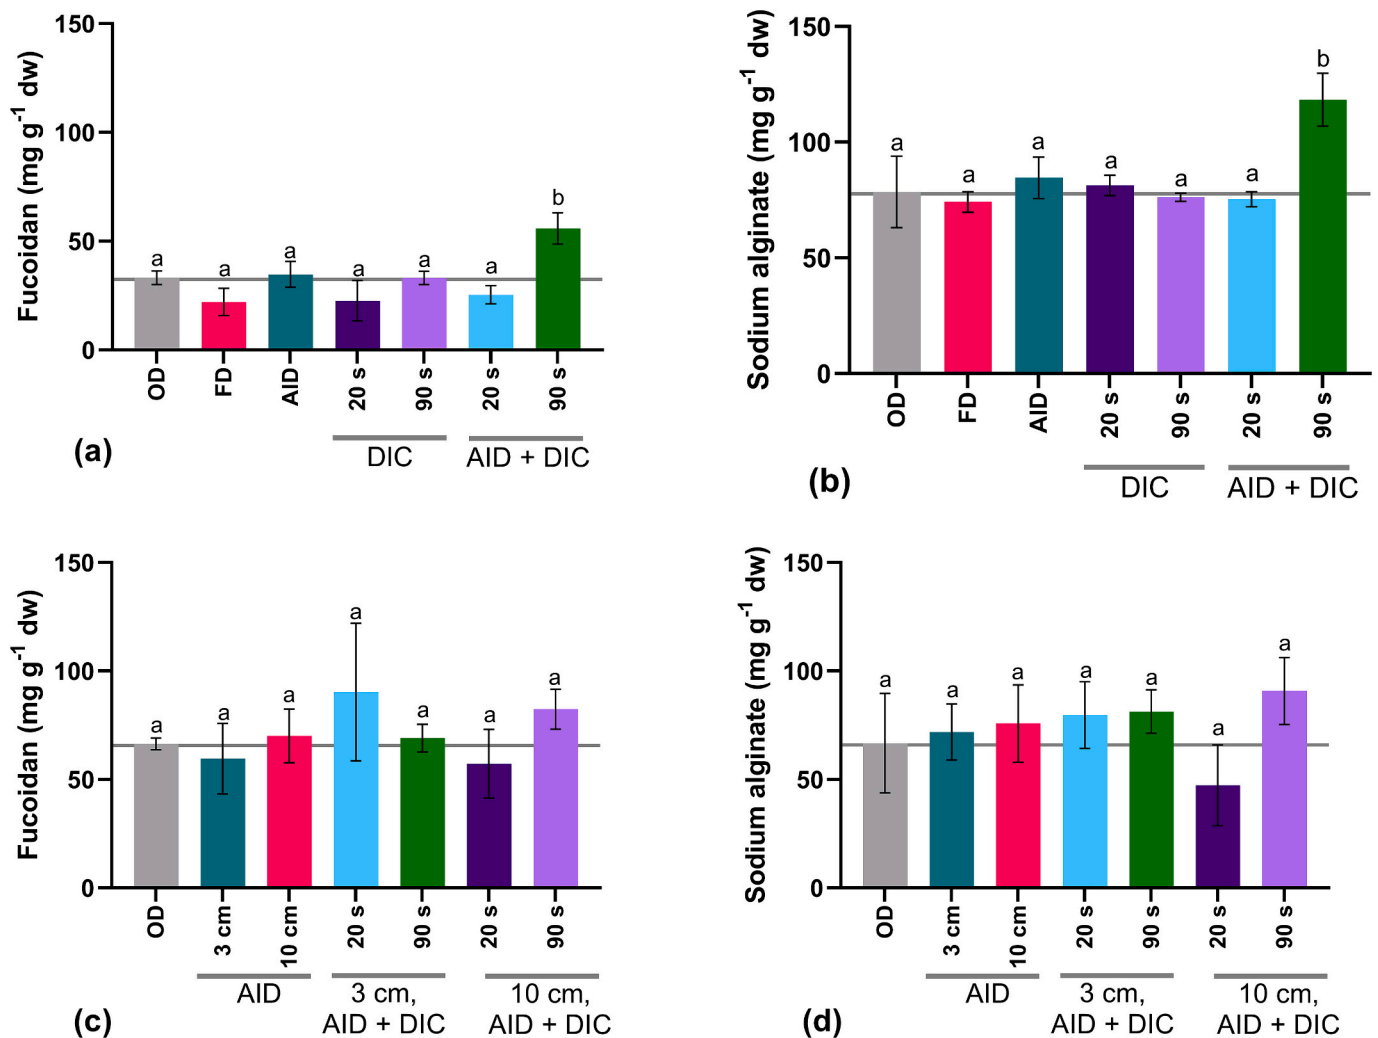 Fucoidan (mg g⁻¹ dw)
150
100
50
0
a
a
a
a
a
a
b
OD
FD
AID
20 s
90 s
20 s
90 s
DIC
AID + DIC
(a)
Sodium alginate (mg g⁻¹ dw)
150
100
50
0
a
a
a
a
a
a
b
OD
FD
AID
20 s
90 s
20 s
90 s
DIC
AID + DIC
(b)
Fucoidan (mg g⁻¹ dw)
150
100
50
0
a
a
a
a
a
a
a
OD
3 cm
10 cm
20 s
90 s
20 s
90 s
AID
3 cm,
AID + DIC
10 cm,
AID + DIC
(c)
Sodium alginate (mg g⁻¹ dw)
150
100
50
0
a
a
a
a
a
a
a
OD
3 cm
10 cm
20 s
90 s
20 s
90 s
AID
3 cm,
AID + DIC
10 cm,
AID + DIC
(d)